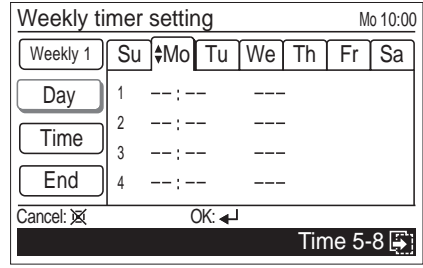 Weekly timer setting Mo 10:00
Weekly 1 Su Mo Tu We Th Fr Sa
Day 1 --:-- ---
2 --:-- ---
Time
3 --:-- ---
End 4 --:-- ---
Cancel: OK:
Time 5-8